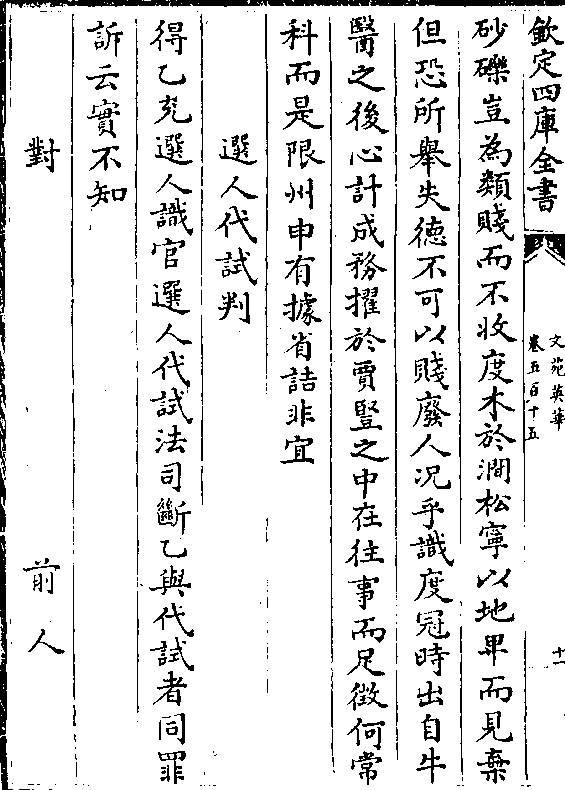 欽定四庫全書
文苑英華
卷五百十五
十一
砂礫豈為類賤而不收度木於澗松寧以地卑而見棄
但恐所舉失德不可以賤廢人况乎識度冠時出自牛
醫之後心計成務擢於賈豎之中在往事而足徵何常
科而是限州申有據省詰非宜
選人代試判
得乙充選人識官選人代試法司斷乙與代試者同罪
訴云實不知
對 前人